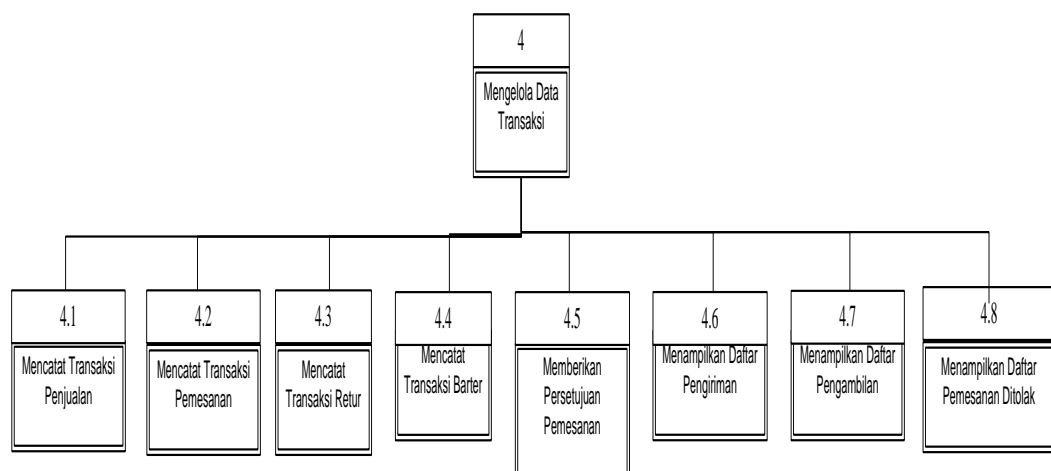 4
Mengelola Data
Transaksi
4.1
Mencatat Transaksi
Penjualan
4.2
Mencatat Transaksi
Pemesanan
4.3
Mencatat
Transaksi Retur
4.4
Mencatat
Transaksi Barter
4.5
Memberikan
Persetujuan
Pemesanan
4.6
Menampilkan Daftar
Pengiriman
4.7
Menampilkan Daftar
Pengambilan
4.8
Menampilkan Daftar
Pemesanan Ditolak